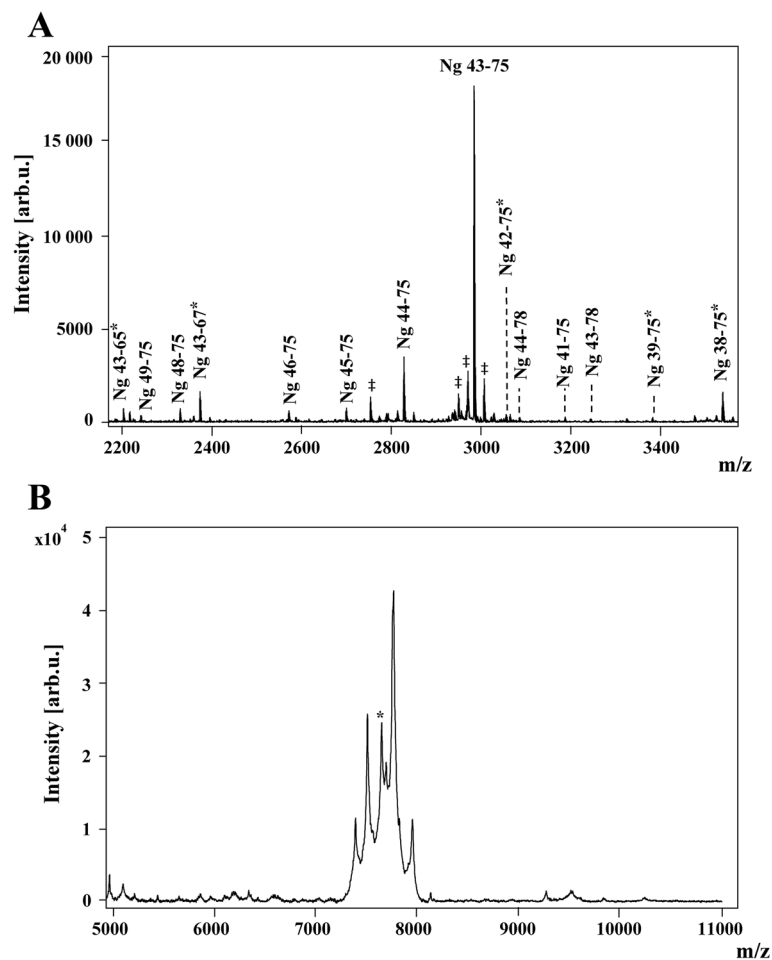 A
Intensity [arb.u.]
20 000
15 000
10 000
5000
0
Ng 43-65*
Ng 49-75
Ng 48-75
Ng 43-67*
Ng 46-75
Ng 45-75
‡
Ng 44-75
‡
‡
Ng 43-75
‡
Ng 42-75*
Ng 44-78
Ng 41-75
Ng 43-78
Ng 39-75*
Ng 38-75*
2200 2400 2600 2800 3000 3200 3400
m/z
B
x10⁴
Intensity [arb.u.]
5
4
3
2
1
0
*
5000 6000 7000 8000 9000 10000 11000
m/z